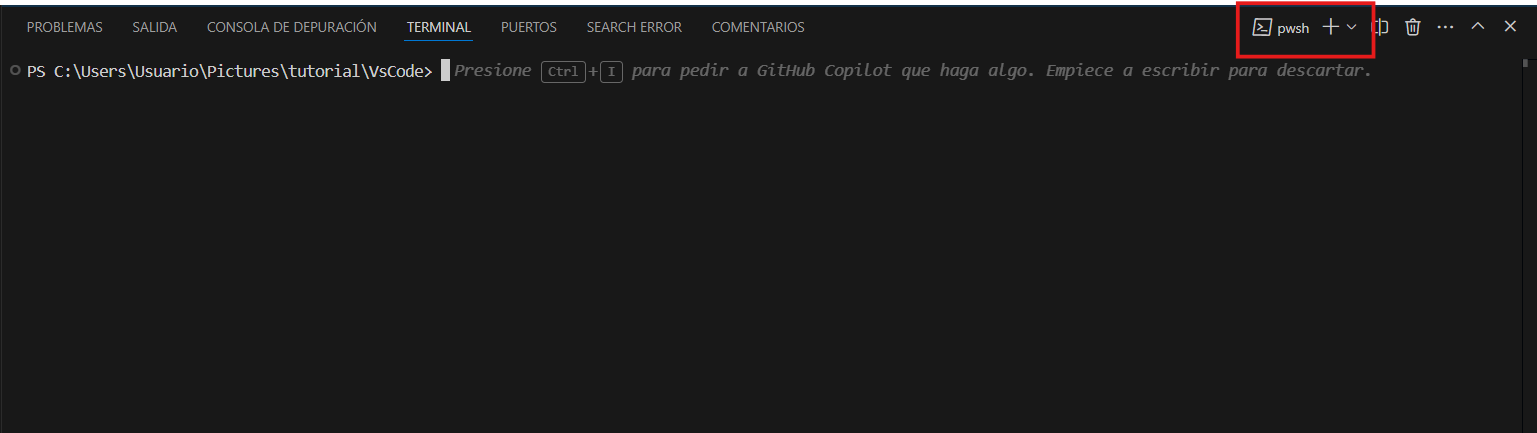 PROBLEMAS SALIDA CONSOLA DE DEPURACIÓN TERMINAL PUERTOS SEARCH ERROR COMENTARIOS pwsh
PS C:\Users\Usuario\Pictures\tutorial\VsCode> Presione Ctrl+I para pedir a GitHub Copilot que haga algo. Empiece a escribir para descartar.